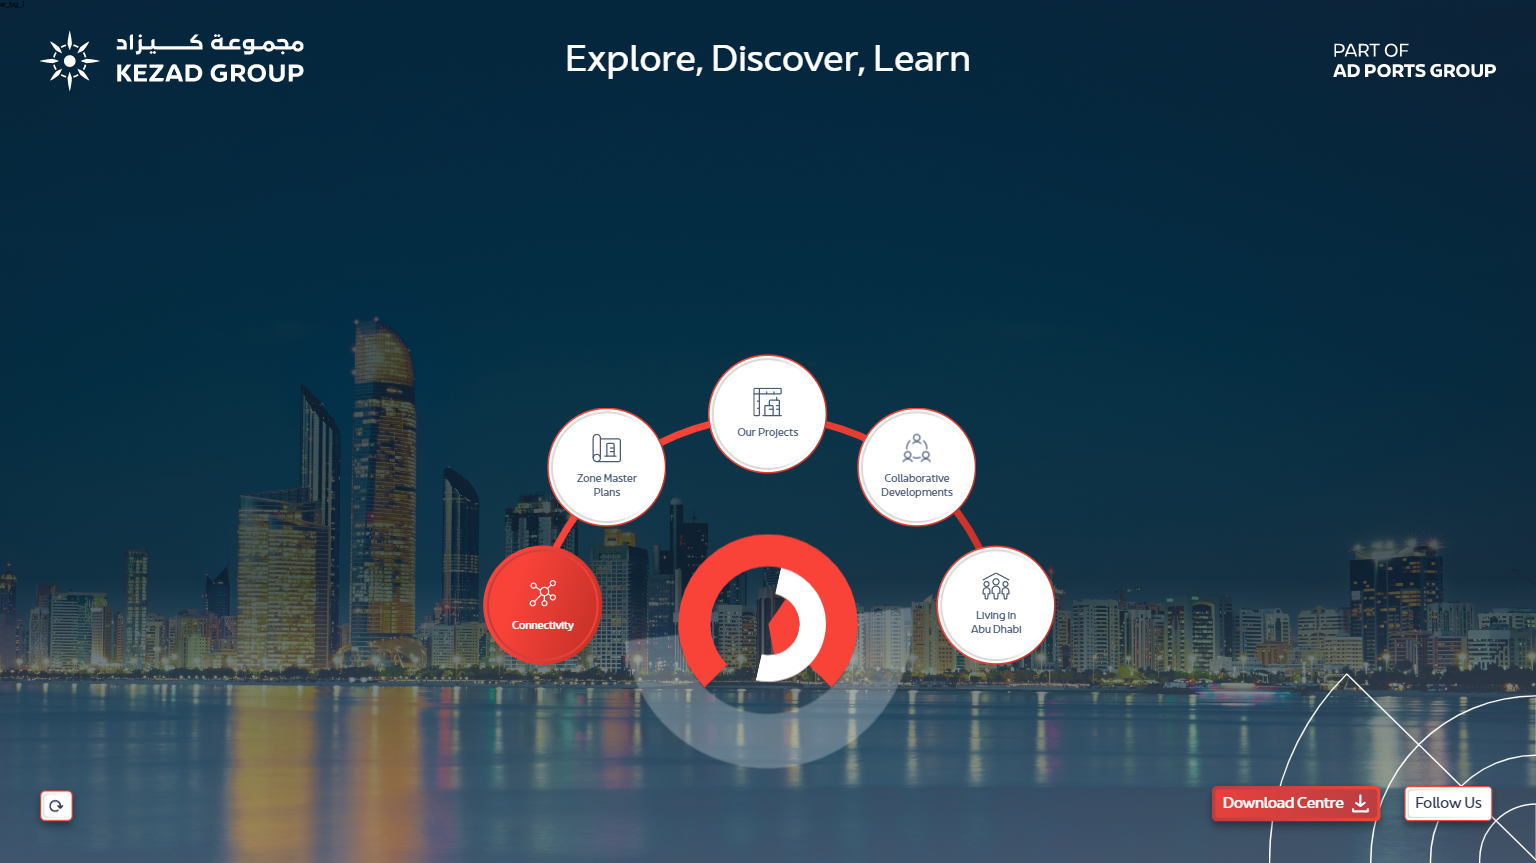 مجموعة كـيـزاد
KEZAD GROUP
Explore, Discover, Learn
PART OF
AD PORTS GROUP
Our Projects
Zone Master
Plans
Collaborative
Developments
Connectivity
Living in
Abu Dhabi
Download Centre
Follow Us